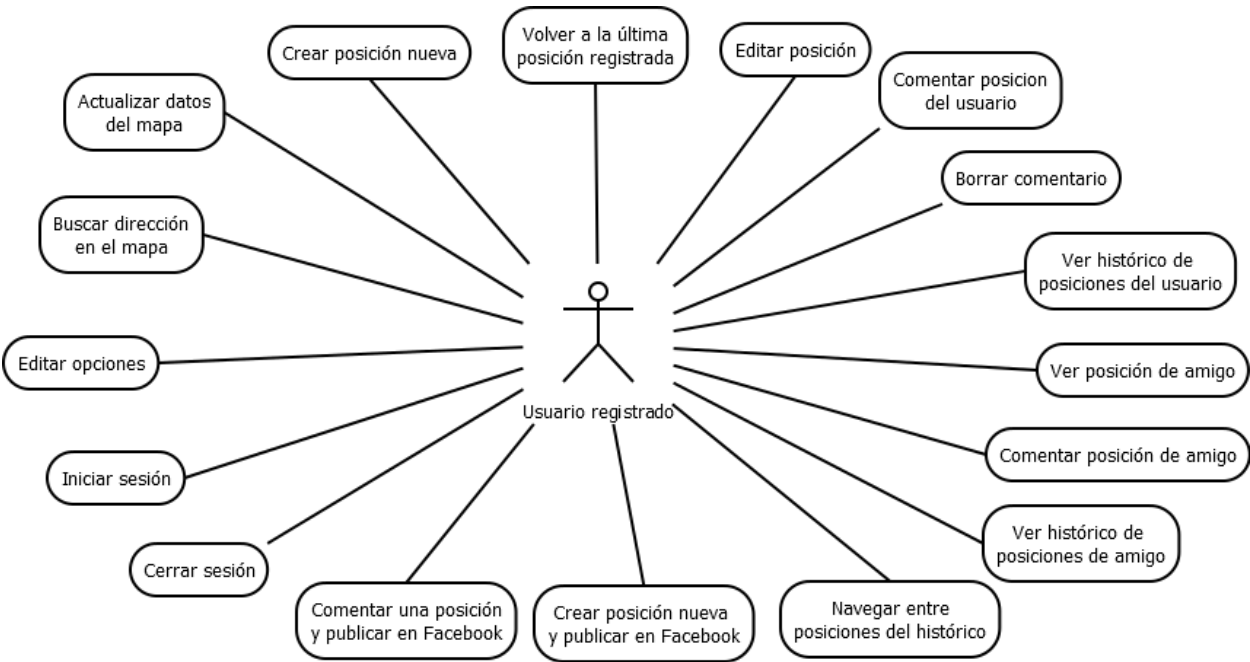 Volver a la última
posición registrada
Crear posición nueva
Editar posición
Comentar posicion
del usuario
Actualizar datos
del mapa
Borrar comentario
Buscar dirección
en el mapa
Ver histórico de
posiciones del usuario
Editar opciones
Ver posición de amigo
Usuario registrado
Comentar posición de amigo
Iniciar sesión
Ver histórico de
posiciones de amigo
Cerrar sesión
Comentar una posición
y publicar en Facebook
Crear posición nueva
y publicar en Facebook
Navegar entre
posiciones del histórico